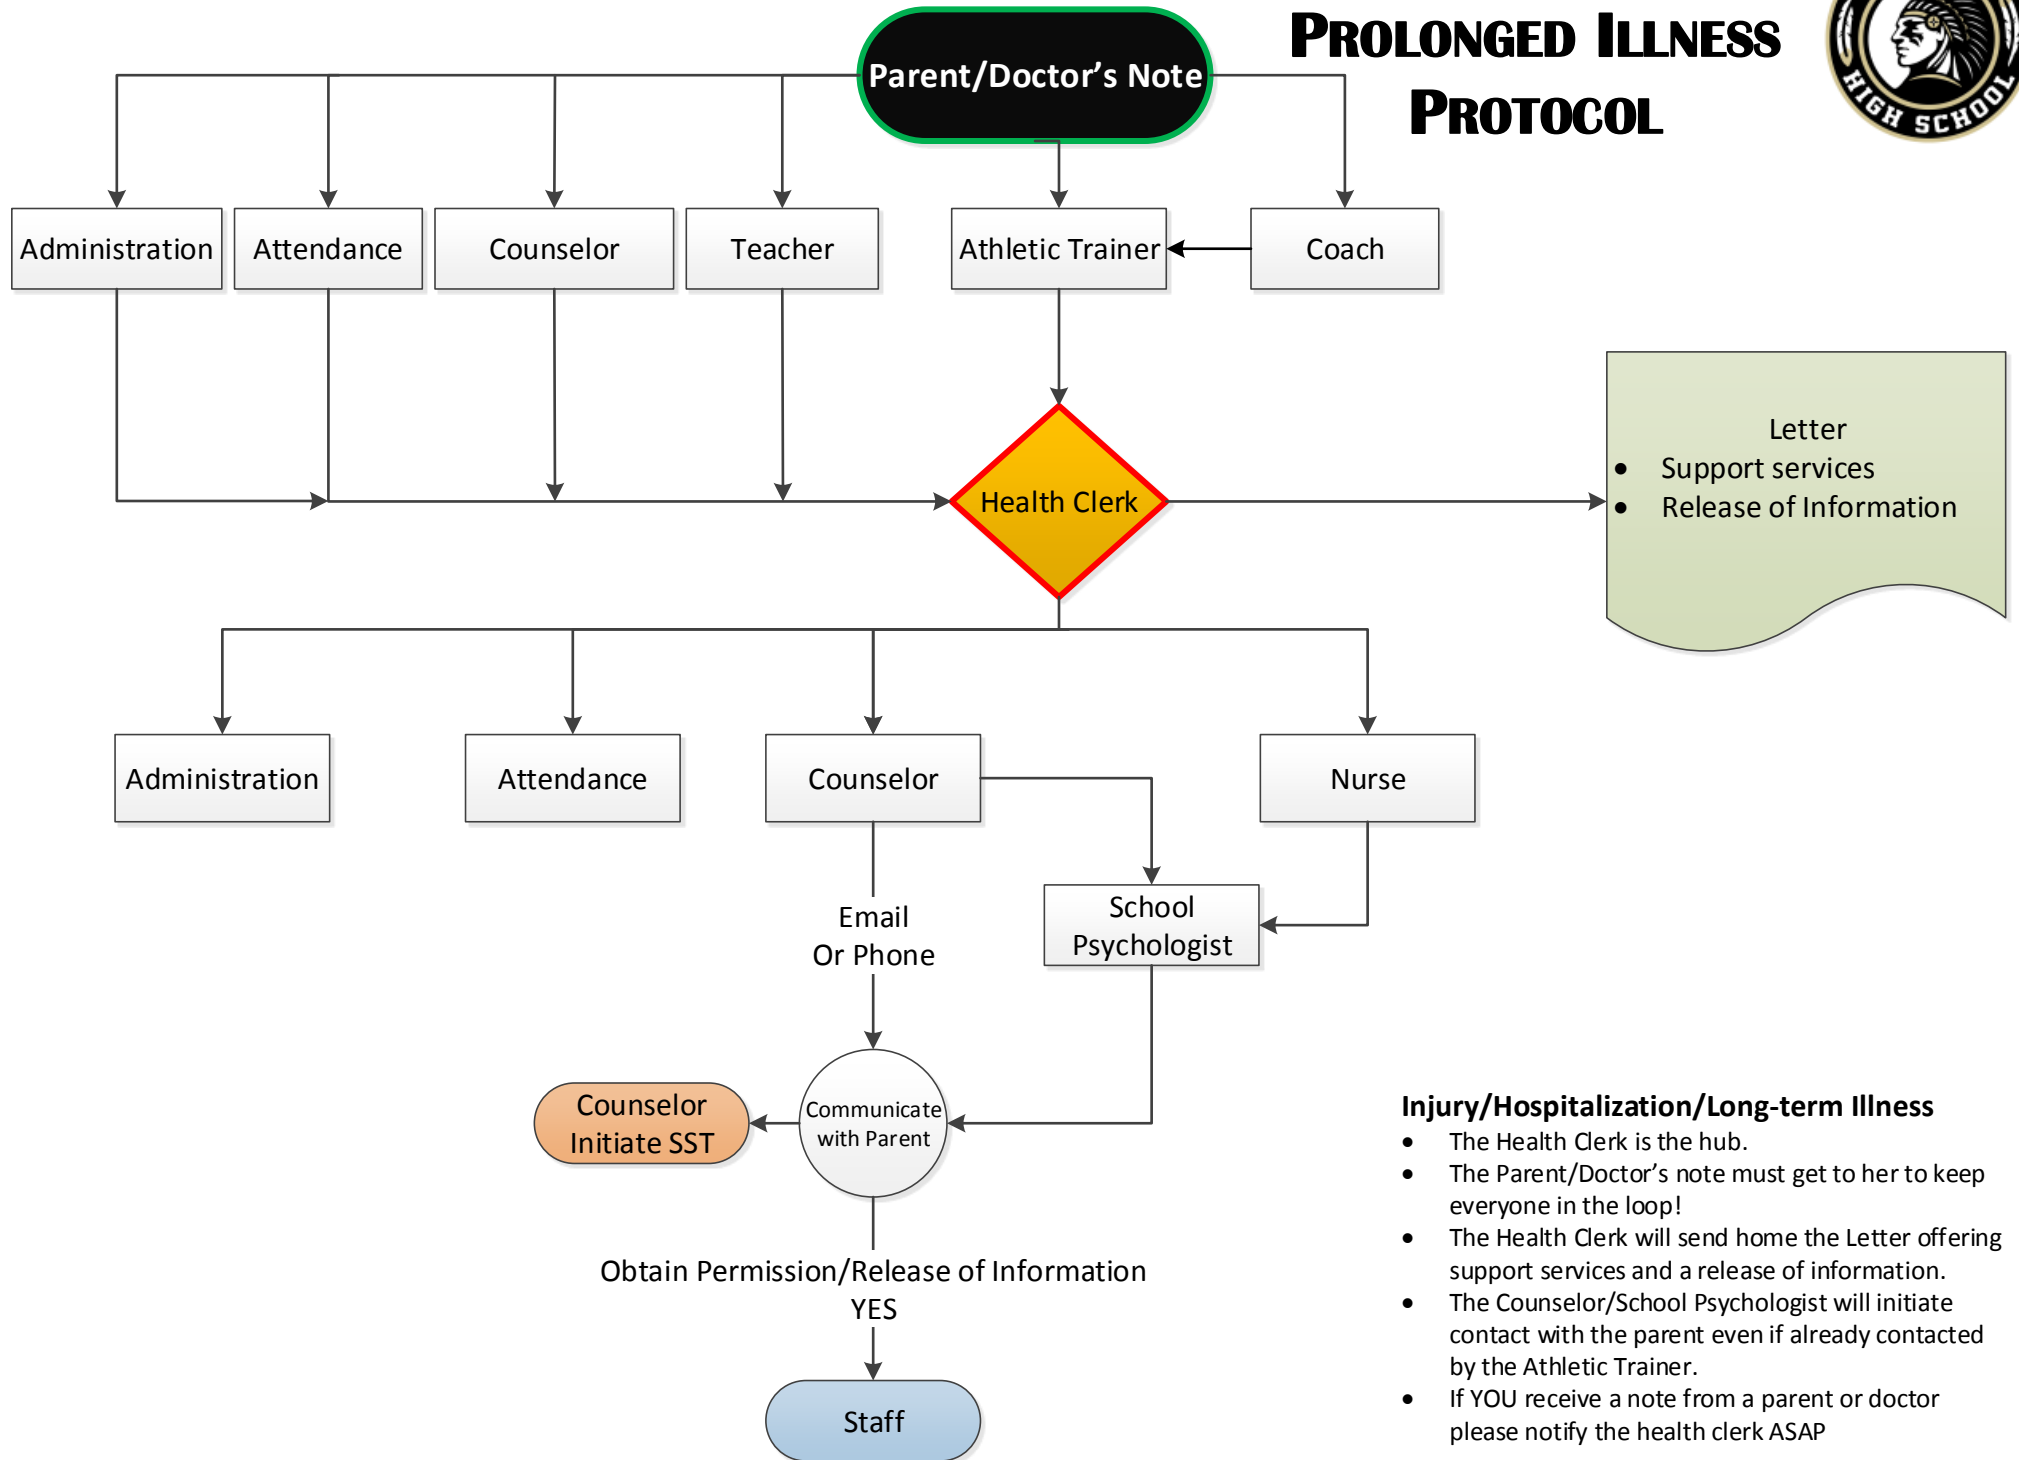 PROLONGED ILLNESS
PROTOCOL
HIGH SCHOOL
Parent/Doctor's Note
Administration
Attendance
Counselor
Teacher
Athletic Trainer
Coach
Letter
• Support services
• Release of Information
Health Clerk
Administration
Attendance
Counselor
Nurse
School
Psychologist
Email
Or Phone
Communicate
with Parent
Counselor
Initiate SST
Obtain Permission/Release of Information
YES
Staff
Injury/Hospitalization/Long-term Illness
• The Health Clerk is the hub.
• The Parent/Doctor's note must get to her to keep
everyone in the loop!
• The Health Clerk will send home the Letter offering
support services and a release of information.
• The Counselor/School Psychologist will initiate
contact with the parent even if already contacted
by the Athletic Trainer.
• If YOU receive a note from a parent or doctor
please notify the health clerk ASAP